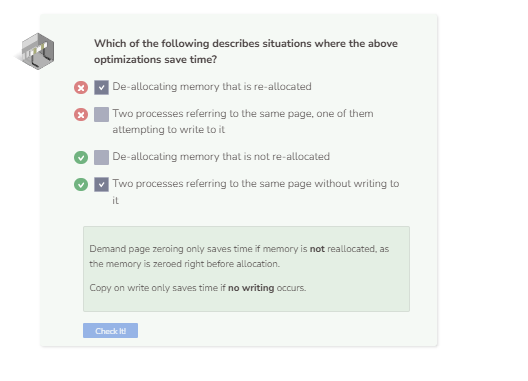 Which of the following describes situations where the above
optimizations save time?
De-allocating memory that is re-allocated
Two processes referring to the same page, one of them
attempting to write to it
De-allocating memory that is not re-allocated
Two processes referring to the same page without writing to
it
Demand page zeroing only saves time if memory is not reallocated, as
the memory is zeroed right before allocation.
Copy on write only saves time if no writing occurs.
Check It!